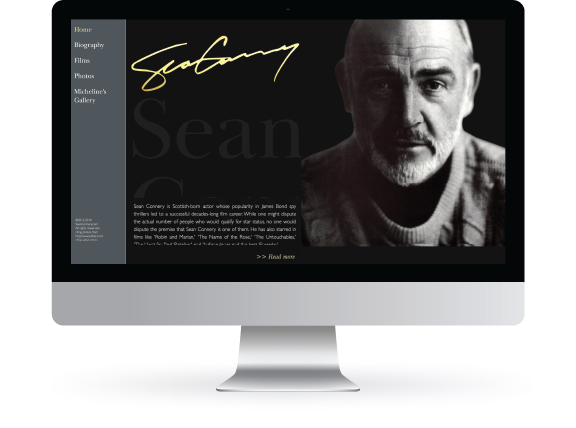 Home
Biography
Films
Photos
Micheline's
Gallery
Sean Connery
Sean
Sean Connery is Scottish-born actor whose popularity in James Bond spy
thrillers led to a successful decades-long film career. While one might dispute
the actual number of people who would qualify for star status, no one would
dispute the premise that Sean Connery is one of them. He has also starred in
films like 'Robin and Marian,' 'The Name of the Rose,' 'The Untouchables,'
>> Read more